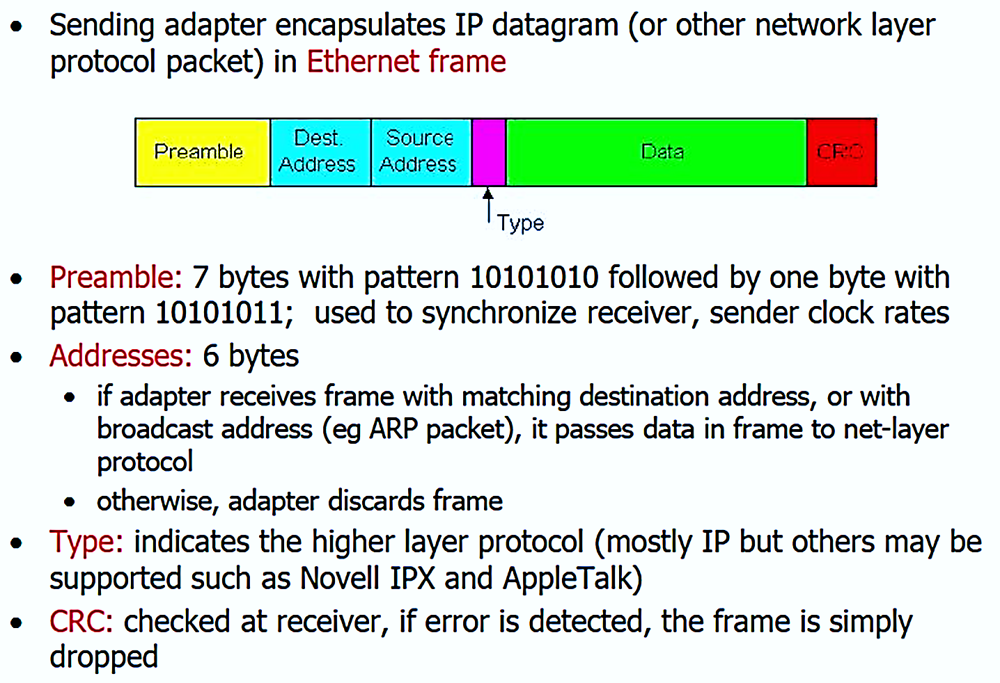 • Sending adapter encapsulates IP datagram (or other network layer
protocol packet) in Ethernet frame
Preamble
Dest.
Address
Source
Address
Data
CRC
Type
• Preamble: 7 bytes with pattern 10101010 followed by one byte with
pattern 10101011; used to synchronize receiver, sender clock rates
• Addresses: 6 bytes
• if adapter receives frame with matching destination address, or with
broadcast address (eg ARP packet), it passes data in frame to net-layer
protocol
• otherwise, adapter discards frame
• Type: indicates the higher layer protocol (mostly IP but others may be
supported such as Novell IPX and AppleTalk)
• CRC: checked at receiver, if error is detected, the frame is simply
dropped